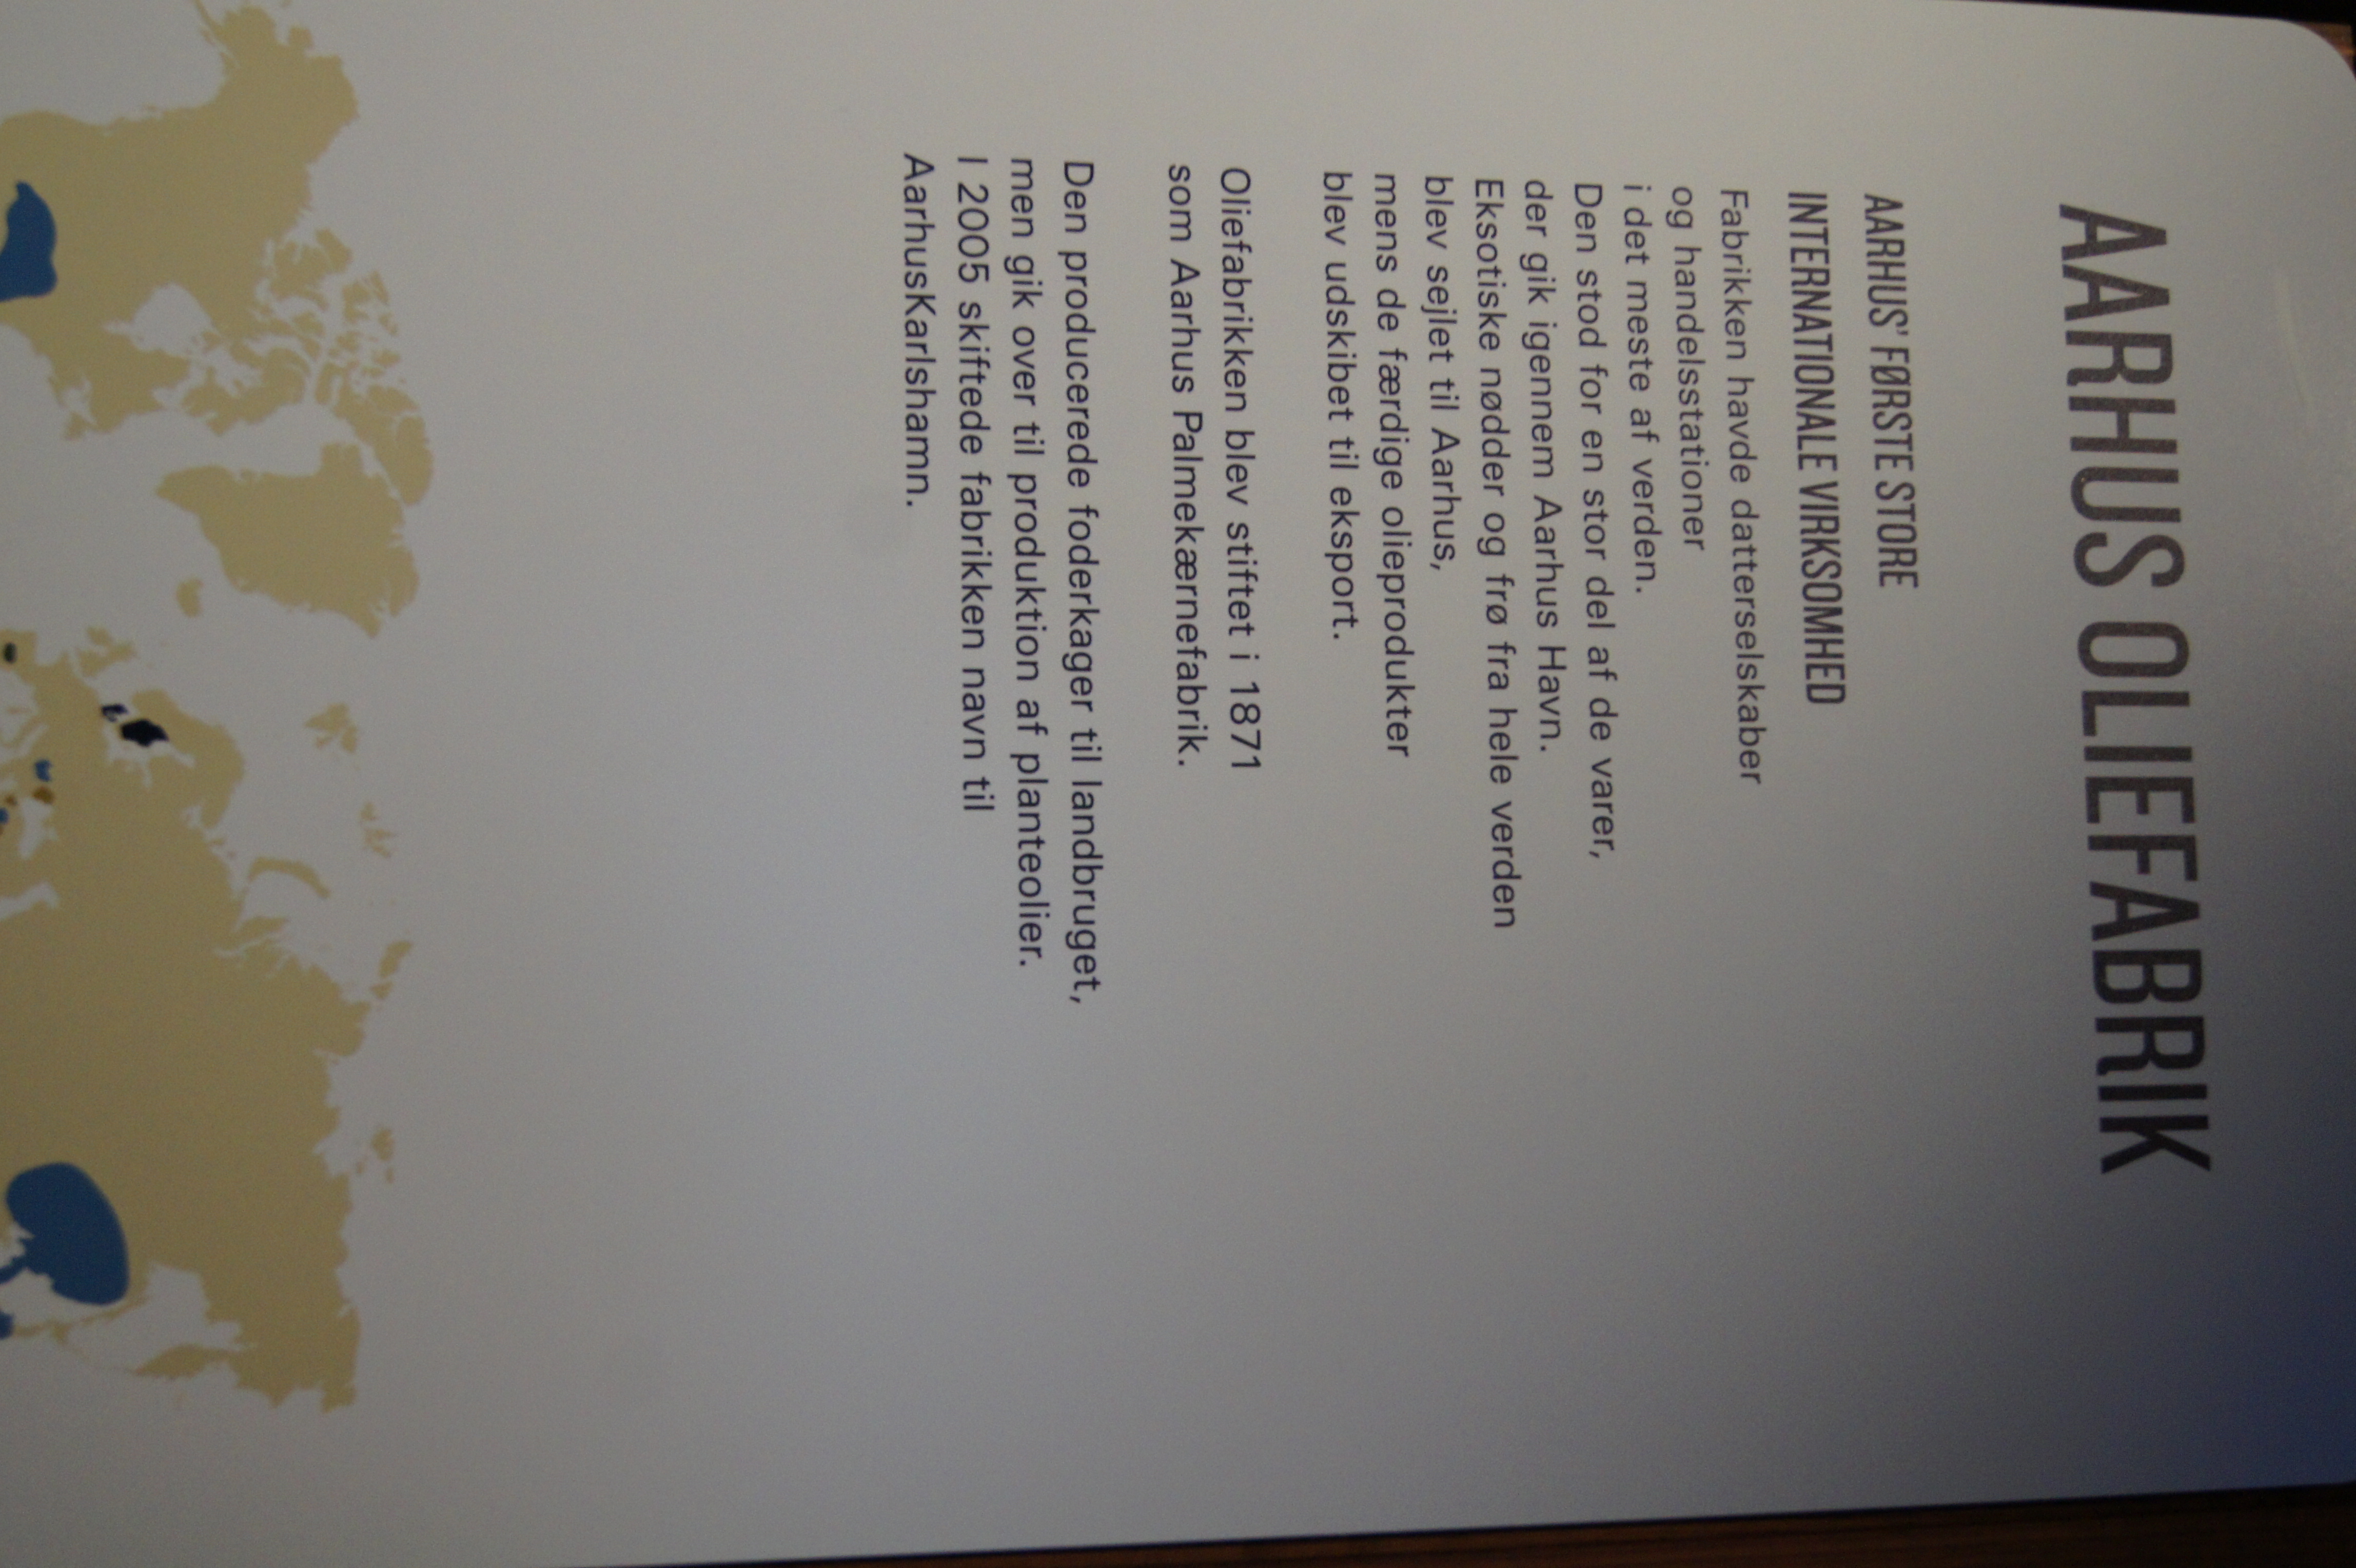 AARHUS OLIEFABRIK
AARHUS' FØRSTE STORE
INTERNATIONALE VIRKSOMHED
Fabrikken havde datterselskaber
og handelsstationer
i det meste af verden.
Den stod for en stor del af de varer,
der gik igennem Aarhus Havn.
Eksotiske nødder og frø fra hele verden
blev sejlet til Aarhus,
mens de færdige olieprodukter
blev udskibet til eksport.
Oliefabrikken blev stiftet i 1871
som Aarhus Palmekærnefabrik.
Den producerede foderkager til landbruget,
men gik over til produktion af planteolier.
I 2005 skiftede fabrikken navn til
AarhusKarlshamn.